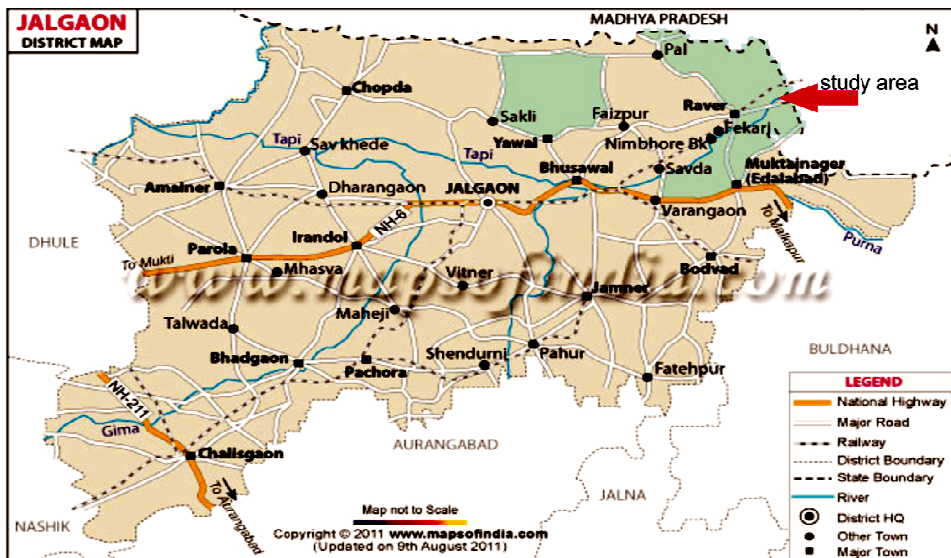 JALGAON
DISTRICT MAP
MADHYA PRADESH
N
Pal
study area
Chopda
Raver
Sakli
Faizpur
Fekari
Yawal
Nimbhore Bk
Tapi
Savkhede
Tapi
Bhusawal
Savda
Muktajnager
(Edalabad)
Amalner
Dharangaon
JALGAON
Varangaon
NH-6
To Malkapur
Purna
DHULE
Parola
Irandol
To Mukti
Mhasva
Vitner
Bodvad
www.mapsofindia.com
Jamner
Maheji
Talwada
Bhadgaon
Pachora
Shendurni
Pahur
Fatehpur
BULDHANA
NH-211
Gima
AURANGABAD
Chalisgaon
To Aurangabad
JALNA
NASHIK
LEGEND
National Highway
Major Road
Railway
District Boundary
State Boundary
River
District HQ
Other Town
Major Town
Map not to Scale
Copyright © 2011 www.mapsofindia.com
(Updated on 9th August 2011)